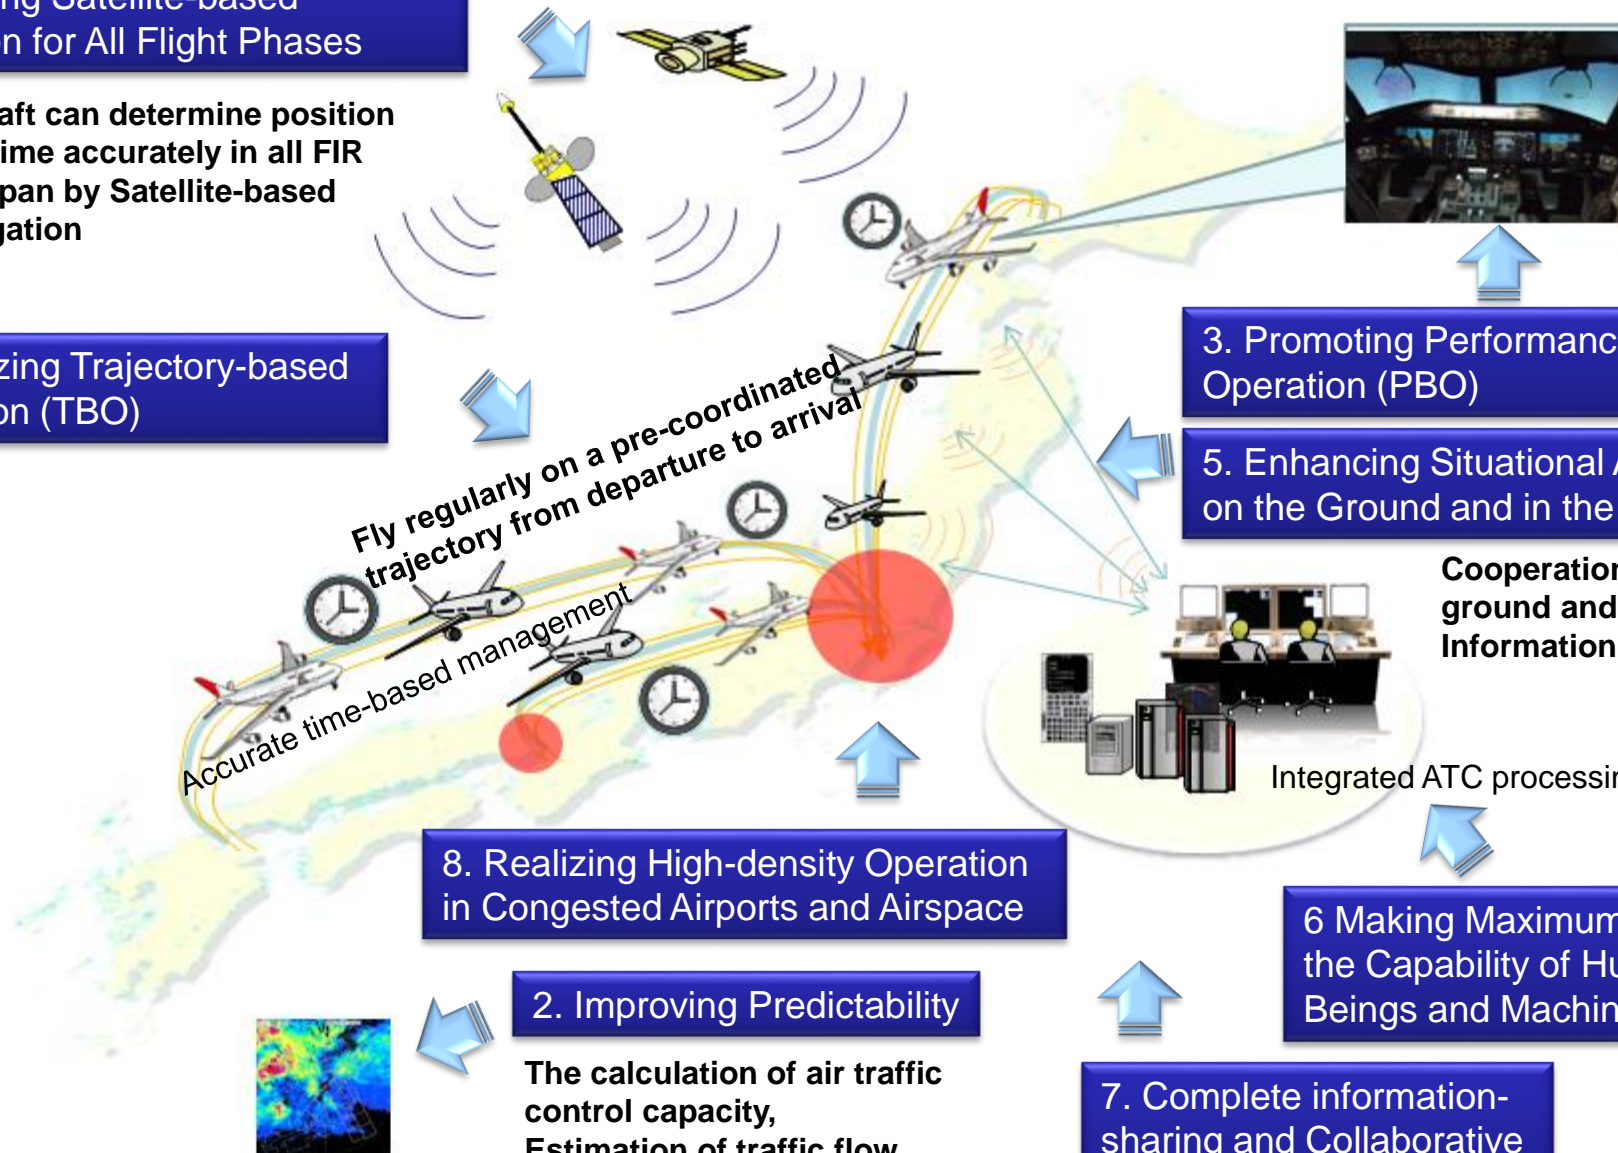 ng Satellite-based
on for All Flight Phases
aft can determine position
ime accurately in all FIR
pan by Satellite-based
gation
zing Trajectory-based
on (TBO)
Fly regularly on a pre-coordinated
trajectory from departure to arrival
Accurate time-based management
3. Promoting Performanc
Operation (PBO)
5. Enhancing Situational A
on the Ground and in the
Cooperation
ground and
Information
Integrated ATC processin
8. Realizing High-density Operation
in Congested Airports and Airspace
6 Making Maximum
the Capability of Hu
Beings and Machin
2. Improving Predictability
The calculation of air traffic
control capacity,
Estimation of traffic flow
7. Complete information-
sharing and Collaborative